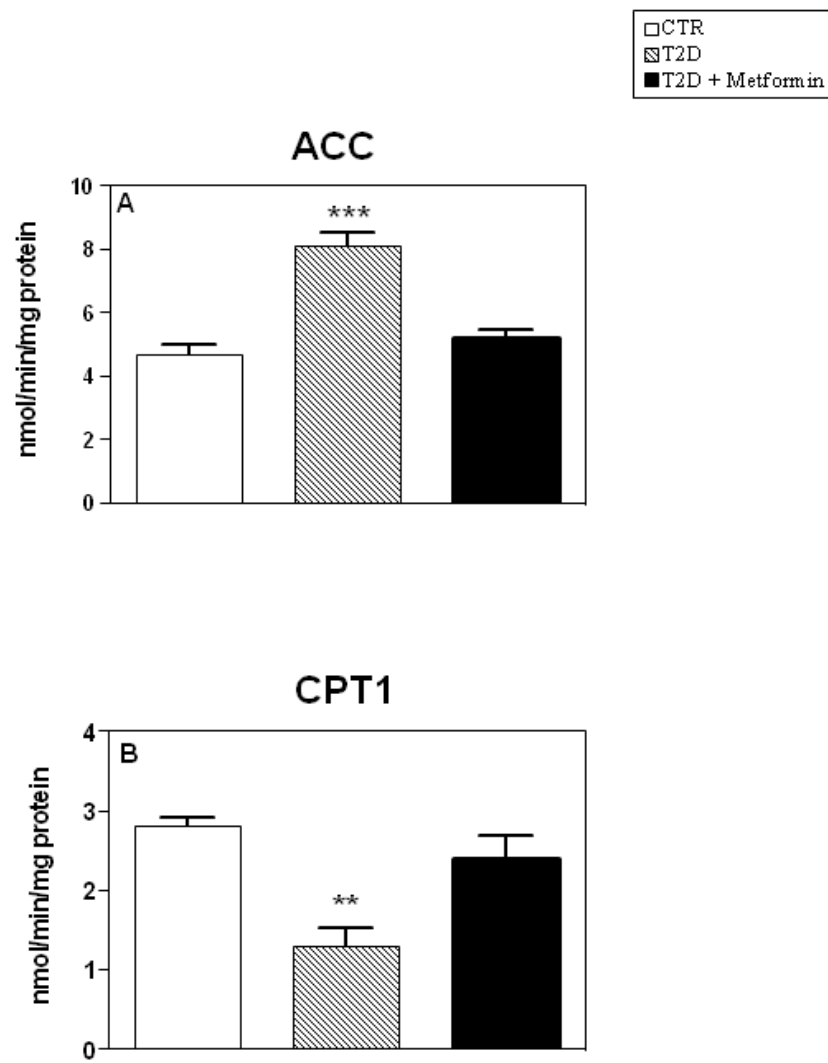 CTR
T2D
T2D + Metformin
ACC
A
***
10
8
6
4
2
0
nmol/min/mg protein
CPT1
B
**
4
3
2
1
0
nmol/min/mg protein